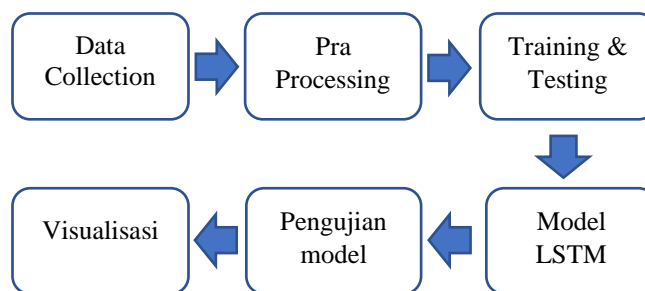 Data
Collection
Pra
Processing
Training &
Testing
Model
LSTM
Pengujian
model
Visualisasi